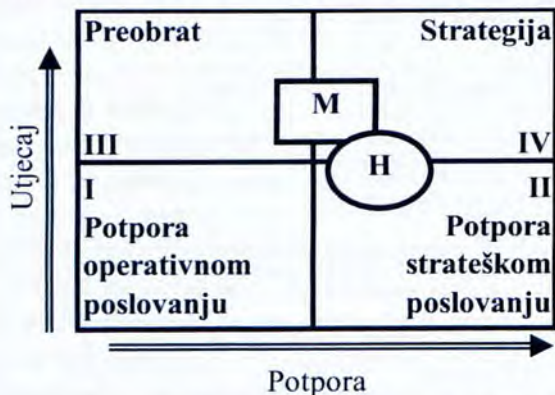 Preobrat
Strategija
Utjecaj
M
III
IV
H
I
II
Potpora
operativnom
poslovanju
Potpora
strateškom
poslovanju
Potpora